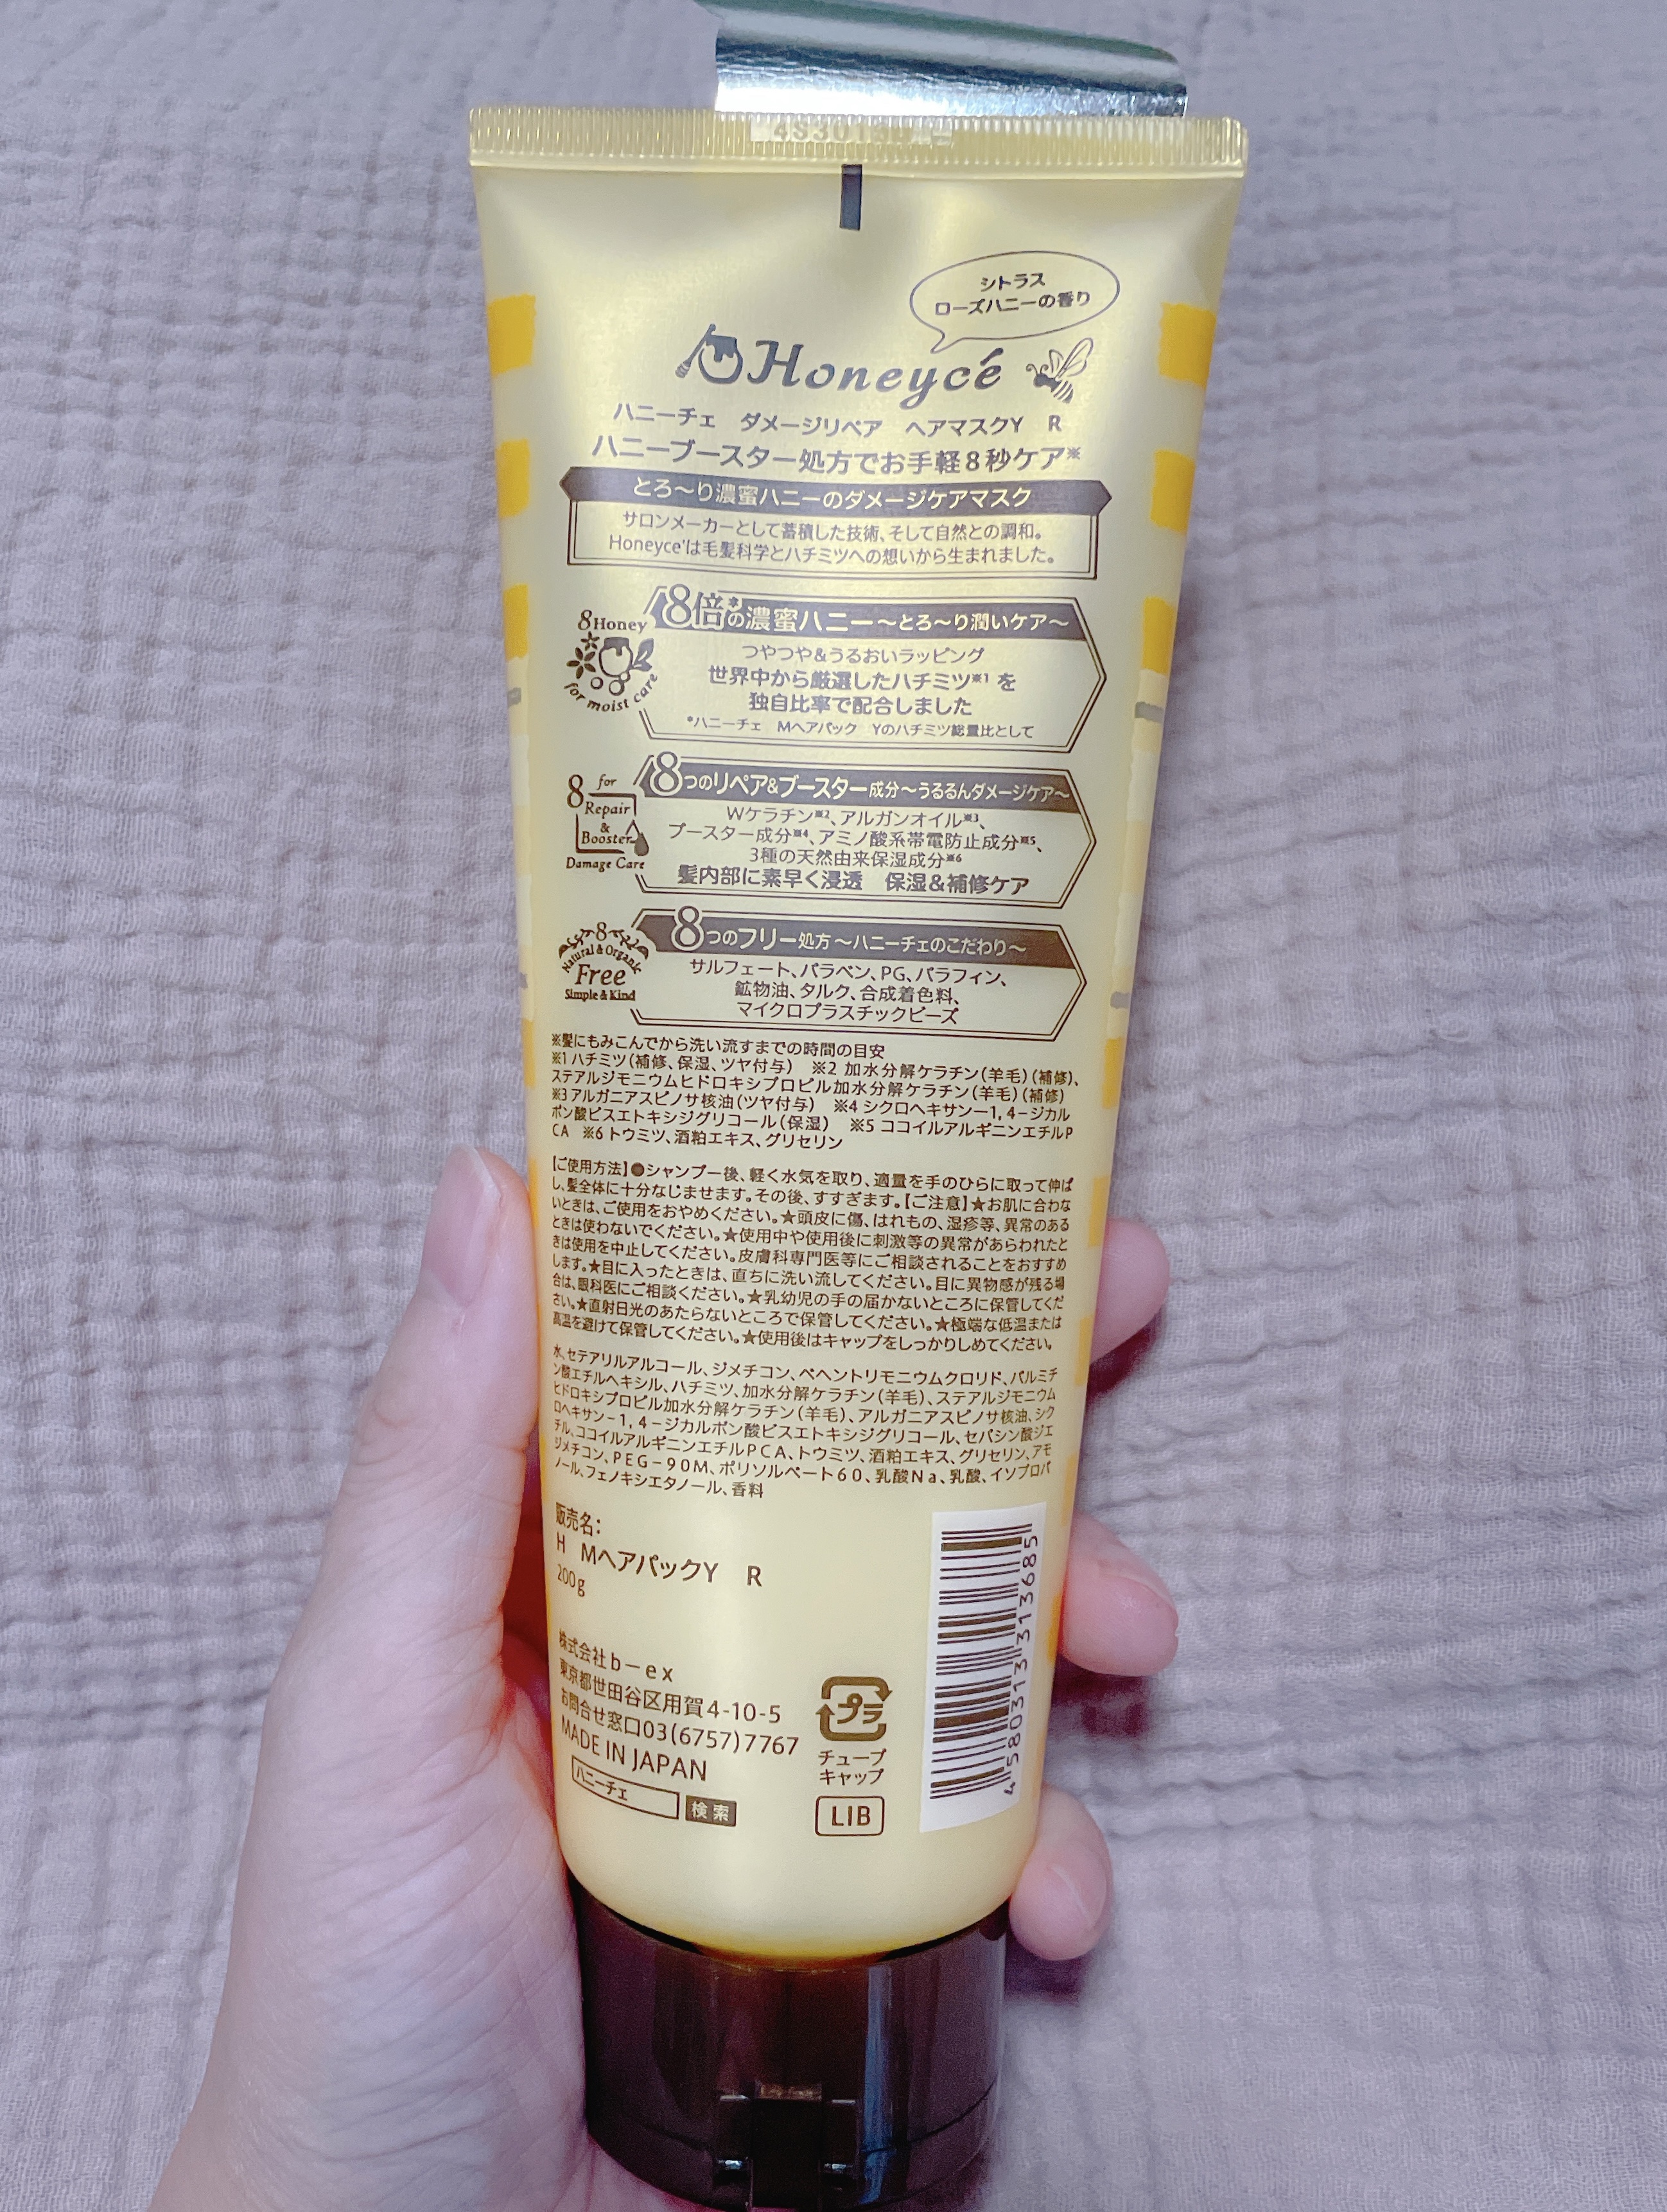 シトラス
ローズハニーの香り
Honeycé
ハニーチェ ダメージリペア ヘアマスクY R
ハニーブースター処方でお手軽8秒ケア※
とろ～り濃蜜ハニーのダメージケアマスク
サロンメーカーとして蓄積した技術、そして自然との調和。
Honeyce'は毛髪科学とハチミツへの想いから生まれました。
8Honey
for moist care
8倍*の濃蜜ハニー～とろ～り潤いケア～
つやつや&うるおいラッピング
世界中から厳選したハチミツ※1 を
独自比率で配合しました
*ハニーチェ Mヘアパック Yのハチミツ総量比として
8 for
Repair
&
Booster
Damage Care
8つのリペア&ブースター成分～うるるんダメージケア～
Wケラチン※2、アルガンオイル※3、
ブースター成分※4、アミノ酸系帯電防止成分※5、
3種の天然由来保湿成分※6
髪内部に素早く浸透 保湿&補修ケア
8
Natural & Organic
Free
Simple & Kind
8つのフリー処方～ハニーチェのこだわり～
サルフェート、パラベン、PG、パラフィン、
鉱物油、タルク、合成着色料、
マイクロプラスチックビーズ
※髪にもみこんでから洗い流すまでの時間の目安
※1 ハチミツ(補修、保湿、ツヤ付与) ※2 加水分解ケラチン(羊毛)(補修)、
ステアルジモニウムヒドロキシプロピル加水分解ケラチン(羊毛)(補修)
※3 アルガニアスピノサ核油(ツヤ付与) ※4 シクロヘキサン－1，4－ジカル
ボン酸ビスエトキシジグリコール(保湿) ※5 ココイルアルギニンエチルP
CA ※6 トウミツ、酒粕エキス、グリセリン
【ご使用方法】●シャンプー後、軽く水気を取り、適量を手のひらに取って伸ば
し、髪全体に十分なじませます。その後、すすぎます。【ご注意】★お肌に合わな
いときは、ご使用をおやめください。★頭皮に傷、はれもの、湿疹等、異常のある
ときは使わないでください。★使用中や使用後に刺激等の異常があらわれたと
きは使用を中止してください。皮膚科専門医等にご相談されることをおすすめ
します。★目に入ったときは、直ちに洗い流してください。目に異物感が残る場
合は、眼科医にご相談ください。★乳幼児の手の届かないところに保管してくだ
さい。★直射日光のあたらないところで保管してください。★極端な低温または
高温を避けて保管してください。★使用後はキャップをしっかりしめてください。
水、セテアリルアルコール、ジメチコン、ベヘントリモニウムクロリド、パルミチ
ン酸エチルヘキシル、ハチミツ、加水分解ケラチン(羊毛)、ステアルジモニウム
ヒドロキシプロピル加水分解ケラチン(羊毛)、アルガニアスピノサ核油、シク
ロヘキサン－1，4－ジカルボン酸ビスエトキシジグリコール、セバシン酸ジエ
チル、ココイルアルギニンエチルPCA、トウミツ、酒粕エキス、グリセリン、アモ
ジメチコン、PEG－90M、ポリソルベート60、乳酸Na、乳酸、イソプロパ
ノール、フェノキシエタノール、香料
販売名：
H MヘアパックY R
200g
株式会社b－ex
東京都世田谷区用賀4-10-5
お問合せ窓口03(6757)7767
MADE IN JAPAN
ハニーチェ 検索
プラ
チューブ
キャップ
LIB
4580313313685